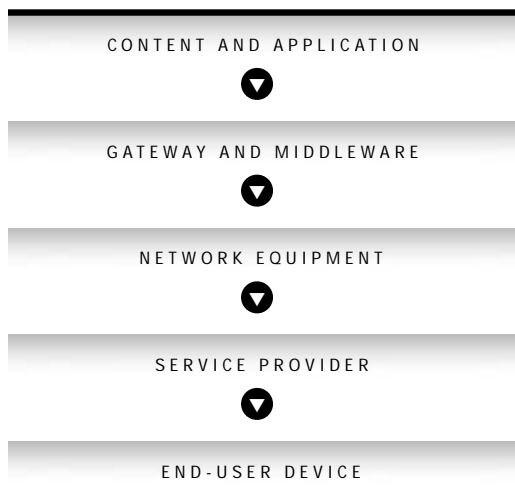 CONTENT AND APPLICATION
GATEWAY AND MIDDLEWARE
NETWORK EQUIPMENT
SERVICE PROVIDER
END-USER DEVICE